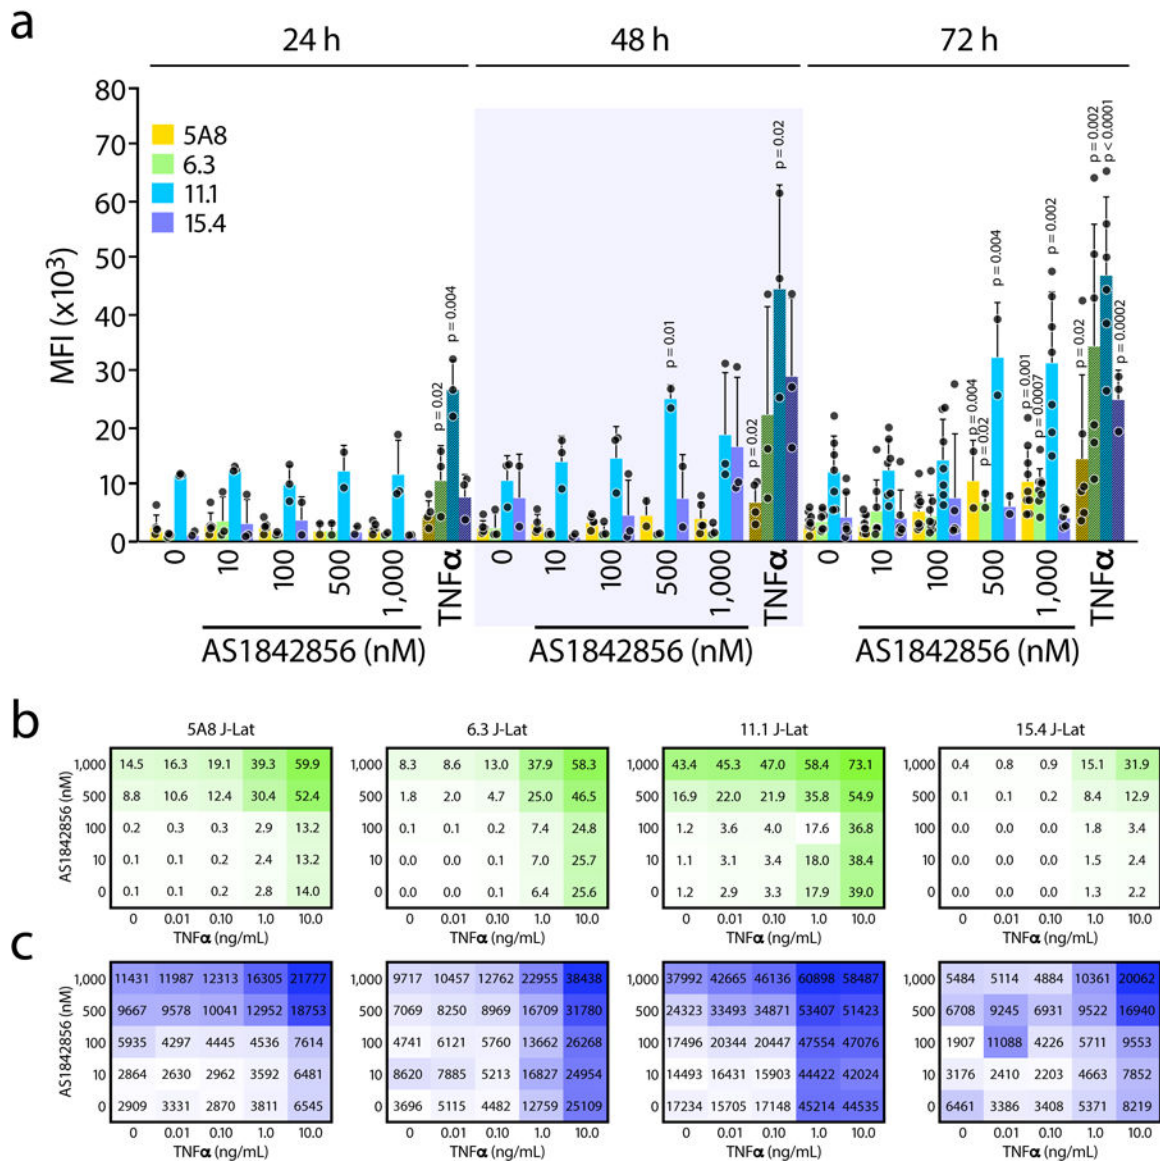 a
24 h 48 h 72 h
80
70
60
50
40
30
20
10
0
MFI (x10³)
5A8
6.3
11.1
15.4
p = 0.02
p = 0.004
p = 0.01
p = 0.02
p = 0.02
p = 0.004
p = 0.02
p = 0.004
p = 0.001
p = 0.0007
p = 0.002
p = 0.02
p = 0.002
p < 0.0001
p = 0.0002
0 10 100 500 1,000 TNFα 0 10 100 500 1,000 TNFα 0 10 100 500 1,000 TNFα
AS1842856 (nM) AS1842856 (nM) AS1842856 (nM)
b
5A8 J-Lat 6.3 J-Lat 11.1 J-Lat 15.4 J-Lat
AS1842856 (nM)
1,000 14.5 16.3 19.1 39.3 59.9 1,000 8.3 8.6 13.0 37.9 58.3 1,000 43.4 45.3 47.0 58.4 73.1 1,000 0.4 0.8 0.9 15.1 31.9
500 8.8 10.6 12.4 30.4 52.4 500 1.8 2.0 4.7 25.0 46.5 500 16.9 22.0 21.9 35.8 54.9 500 0.1 0.1 0.2 8.4 12.9
100 0.2 0.3 0.3 2.9 13.2 100 0.1 0.1 0.2 7.4 24.8 100 1.2 3.6 4.0 17.6 36.8 100 0.0 0.0 0.0 1.8 3.4
10 0.1 0.1 0.2 2.4 13.2 10 0.0 0.0 0.1 7.0 25.7 10 1.1 3.1 3.4 18.0 38.4 10 0.0 0.0 0.0 1.5 2.4
0 0.1 0.1 0.2 2.8 14.0 0 0.0 0.0 0.1 6.4 25.6 0 1.2 2.9 3.3 17.9 39.0 0 0.0 0.0 0.0 1.3 2.2
0 0.01 0.10 1.0 10.0 0 0.01 0.10 1.0 10.0 0 0.01 0.10 1.0 10.0 0 0.01 0.10 1.0 10.0
TNFα (ng/mL) TNFα (ng/mL) TNFα (ng/mL) TNFα (ng/mL)
c
AS1842856 (nM)
1,000 11431 11987 12313 16305 21777 1,000 9717 10457 12762 22955 38438 1,000 37992 42665 46136 60898 58487 1,000 5484 5114 4884 10361 20062
500 9667 9578 10041 12952 18753 500 7069 8250 8969 16709 31780 500 24323 33493 34871 53407 51423 500 6708 9245 6931 9522 16940
100 5935 4297 4445 4536 7614 100 4741 6121 5760 13662 26268 100 17496 20344 20447 47554 47076 100 1907 11088 4226 5711 9553
10 2864 2630 2962 3592 6481 10 8620 7885 5213 16827 24954 10 14493 16431 15903 44422 42024 10 3176 2410 2203 4663 7852
0 2909 3331 2870 3811 6545 0 3696 5115 4482 12759 25109 0 17234 15705 17148 45214 44535 0 6461 3386 3408 5371 8219
0 0.01 0.10 1.0 10.0 0 0.01 0.10 1.0 10.0 0 0.01 0.10 1.0 10.0 0 0.01 0.10 1.0 10.0
TNFα (ng/mL) TNFα (ng/mL) TNFα (ng/mL) TNFα (ng/mL)